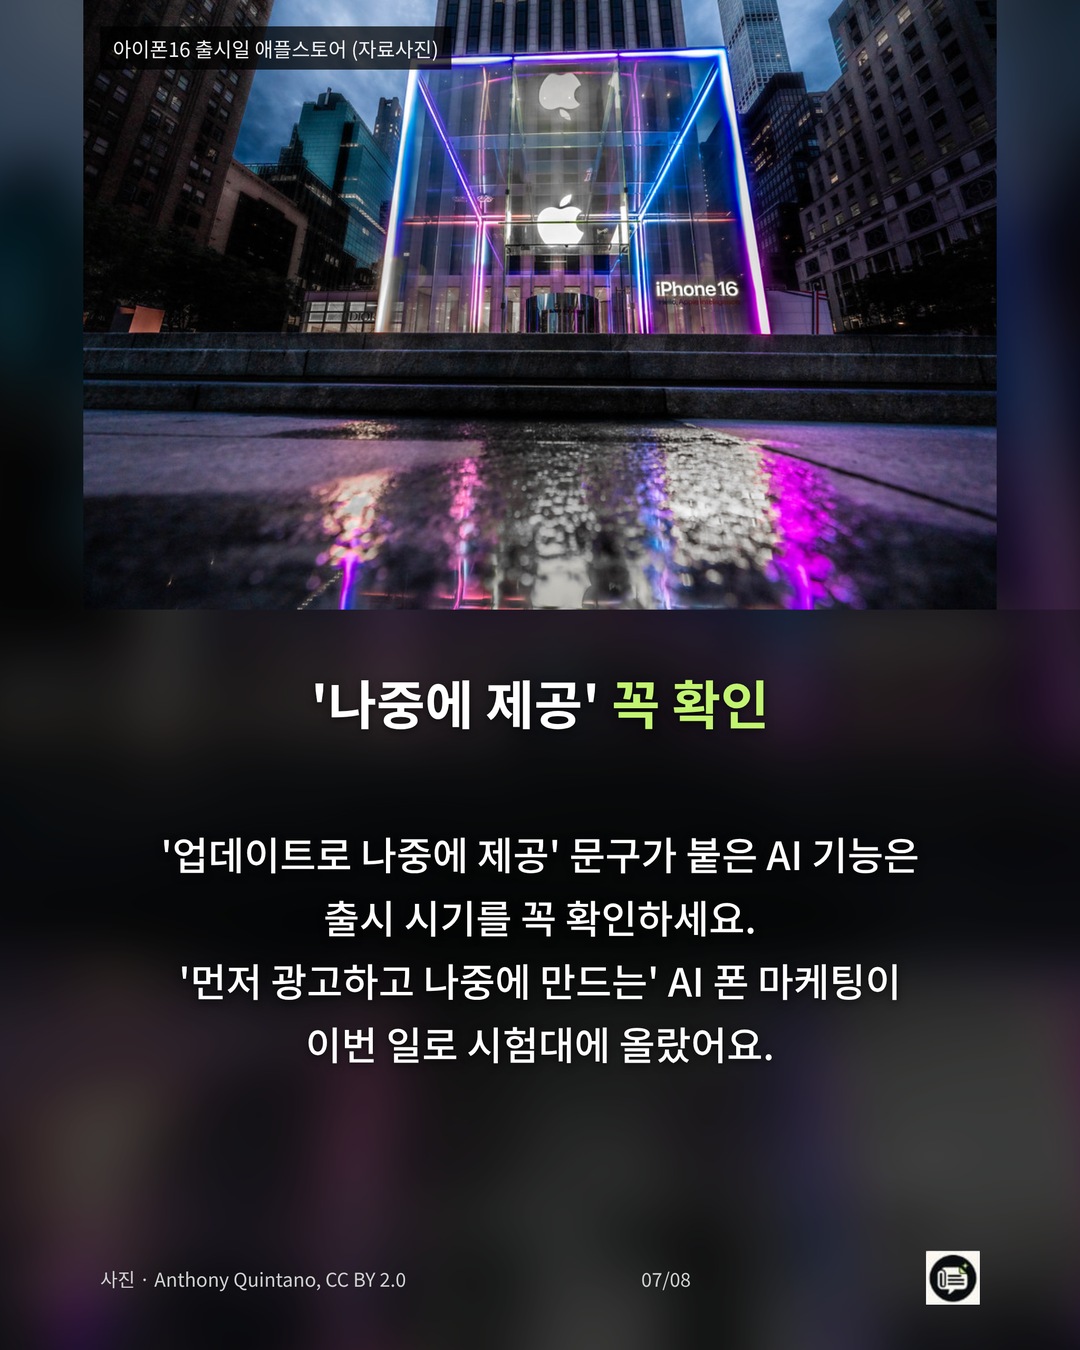 아이폰16 출시일 애플스토어 (자료사진)
iPhone 16
DIOR
'나중에 제공' 꼭 확인
'업데이트로 나중에 제공' 문구가 붙은 AI 기능은
출시 시기를 꼭 확인하세요.
'먼저 광고하고 나중에 만드는' AI 폰 마케팅이
이번 일로 시험대에 올랐어요.
사진 · Anthony Quintano, CC BY 2.0
07/08